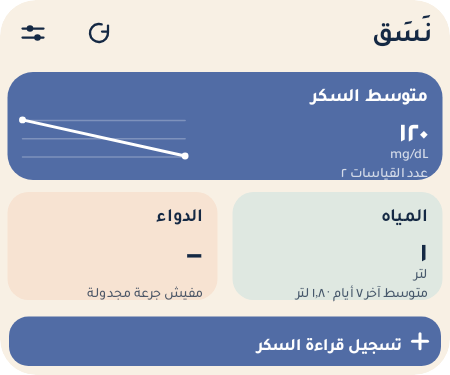 نَسَق
متوسط السكر
١٢٠
mg/dL
عدد القياسات ٢
المياه
١
لتر
متوسط آخر ٧ أيام ١٫٨٠ لتر
الدواء
–
مفيش جرعة مجدولة
+ تسجيل قراءة السكر